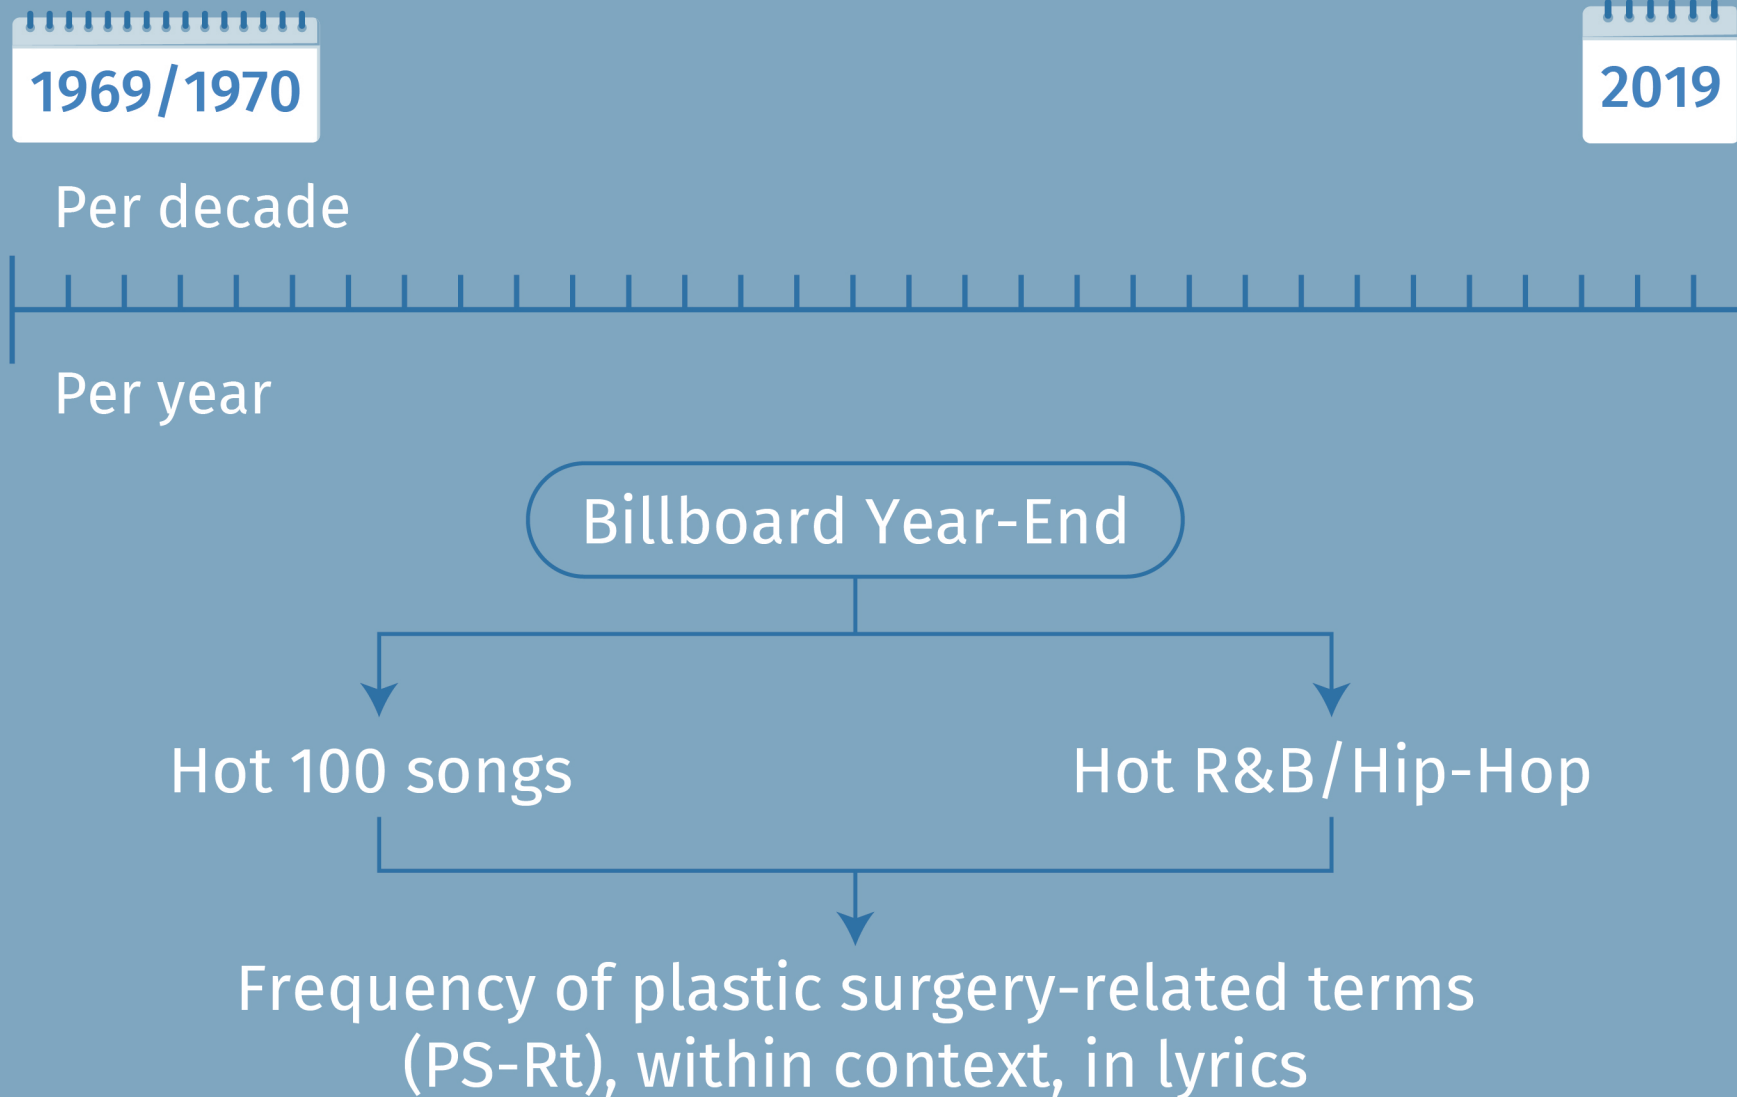 1969/1970
2019
Per decade
Per year
Billboard Year-End
Hot 100 songs
Hot R&B/Hip-Hop
Frequency of plastic surgery-related terms
(PS-Rt), within context, in lyrics